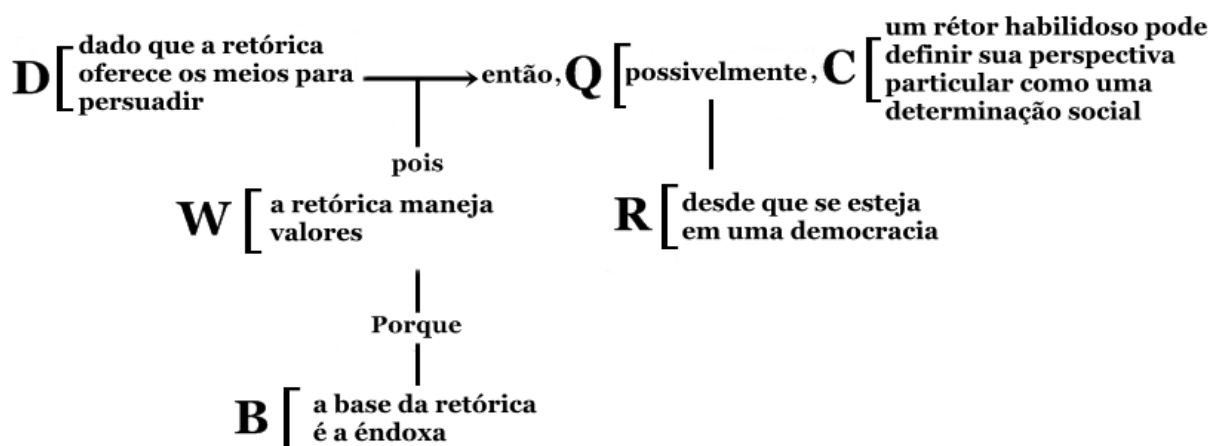 D
dado que a retórica
oferece os meios para
persuadir
então,
Q
possivelmente,
C
um rétor habilidoso pode
definir sua perspectiva
particular como uma
determinação social
pois
W
a retórica maneja
valores
R
desde que se esteja
em uma democracia
Porque
B
a base da retórica
é a éndoxa